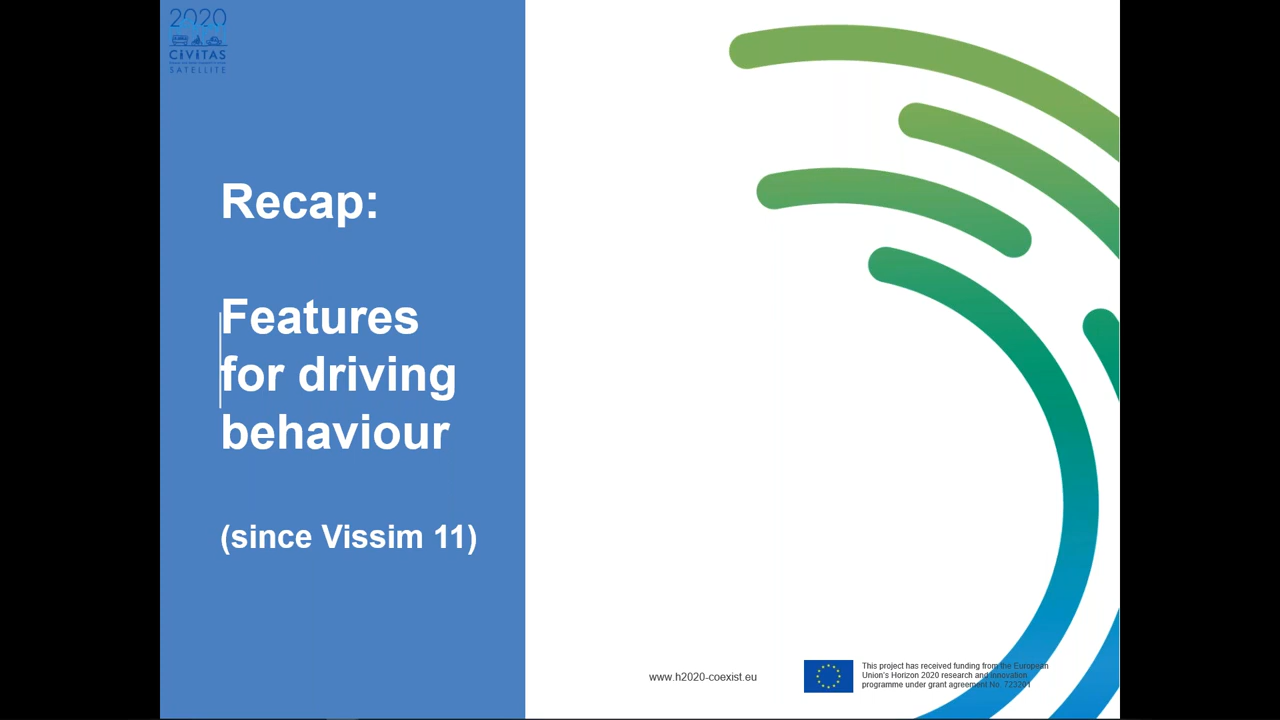 2020
CIVITAS
SATELLITE
Recap:
Features
for driving
behaviour
(since Vissim 11)
www.h2020-coexist.eu
This project has received funding from the European
Union's Horizon 2020 research and innovation
programme under grant agreement No. 723201